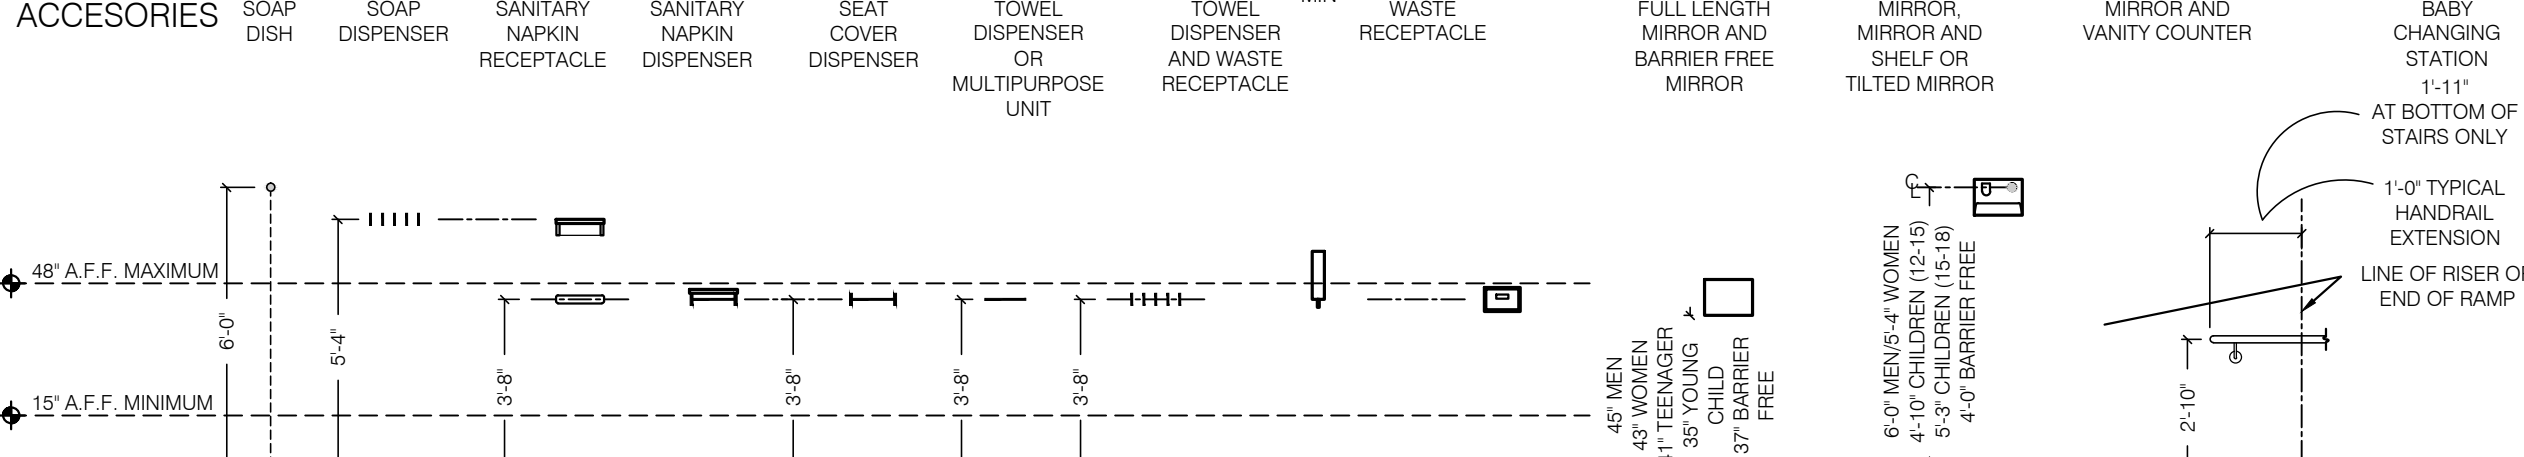 ACCESORIES
SOAP
DISH
SOAP
DISPENSER
SANITARY
NAPKIN
RECEPTACLE
SANITARY
NAPKIN
DISPENSER
SEAT
COVER
DISPENSER
TOWEL
DISPENSER
OR
MULTIPURPOSE
UNIT
TOWEL
DISPENSER
AND WASTE
RECEPTACLE
MIN
WASTE
RECEPTACLE
FULL LENGTH
MIRROR AND
BARRIER FREE
MIRROR
MIRROR,
MIRROR AND
SHELF OR
TILTED MIRROR
MIRROR AND
VANITY COUNTER
BABY
CHANGING
STATION
1'-11"
AT BOTTOM OF
STAIRS ONLY
1'-0" TYPICAL
HANDRAIL
EXTENSION
LINE OF RISER OR
END OF RAMP
48" A.F.F. MAXIMUM
15" A.F.F. MINIMUM
6'-0"
5'-4"
3'-8"
3'-8"
3'-8"
3'-8"
45" MEN
43" WOMEN
41" TEENAGER
35" YOUNG
CHILD
37" BARRIER
FREE
CL
6'-0" MEN/5'-4" WOMEN
4'-10" CHILDREN (12-15)
5'-3" CHILDREN (15-18)
4'-0" BARRIER FREE
2'-10"